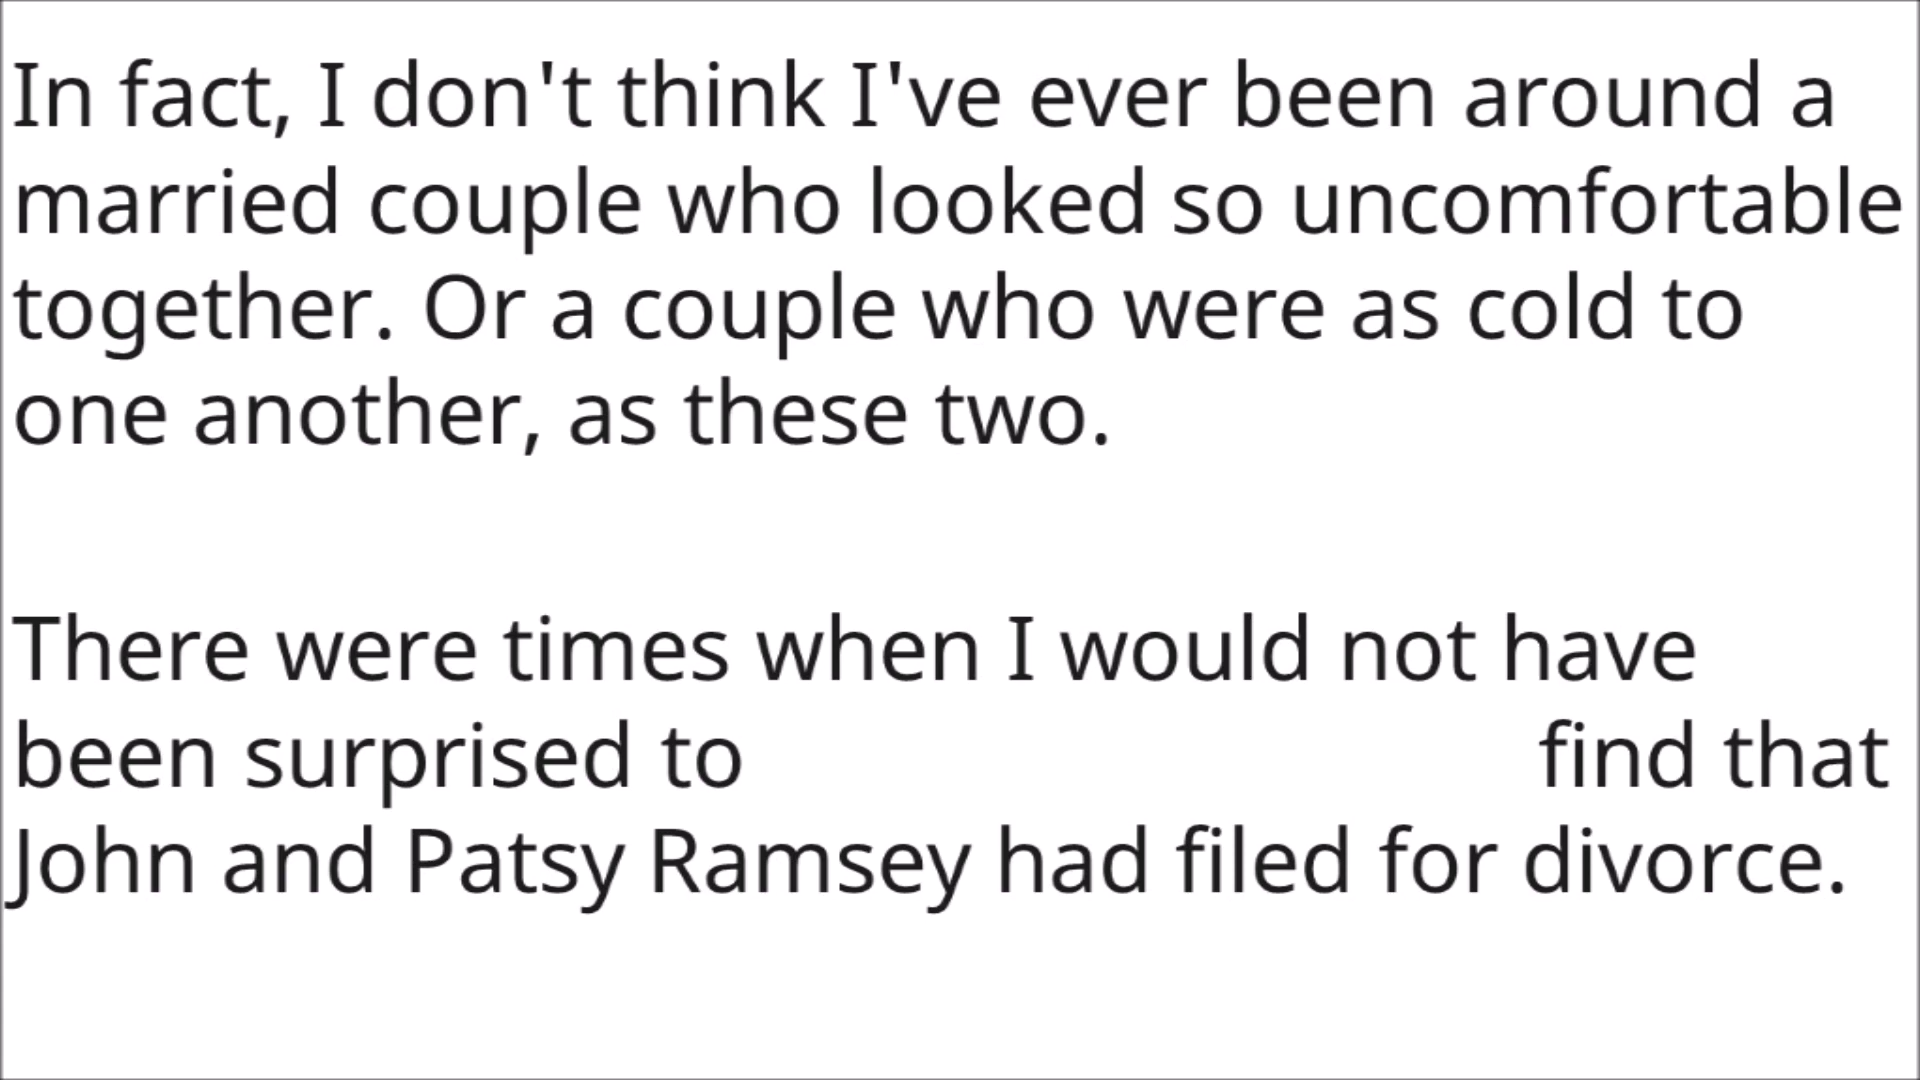 In fact, I don't think I've ever been around a
married couple who looked so uncomfortable
together. Or a couple who were as cold to
one another, as these two.
There were times when I would not have
been surprised to find that
John and Patsy Ramsey had filed for divorce.